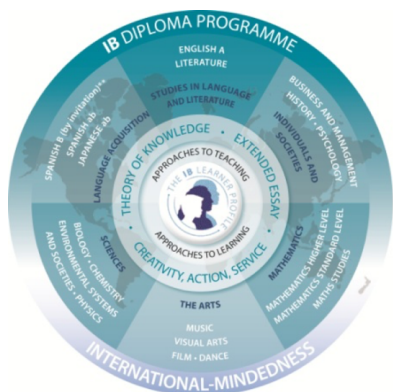 IB DIPLOMA PROGRAMME
ENGLISH A
LITERATURE
STUDIES IN LANGUAGE
AND LITERATURE
SPANISH B (by invitation)**
SPANISH ab
JAPANESE ab
LANGUAGE ACQUISITION
BUSINESS AND MANAGEMENT
HISTORY • PSYCHOLOGY
INDIVIDUALS AND
SOCIETIES
THEORY OF KNOWLEDGE • EXTENDED ESSAY •
CREATIVITY, ACTION, SERVICE •
APPROACHES TO TEACHING
THE IB LEARNER PROFILE
APPROACHES TO LEARNING
SCIENCES
BIOLOGY • CHEMISTRY
ENVIRONMENTAL SYSTEMS
AND SOCIETIES • PHYSICS
MATHEMATICS
MATHEMATICS HIGHER LEVEL
MATHEMATICS STANDARD LEVEL
MATHS STUDIES
THE ARTS
MUSIC
VISUAL ARTS
FILM • DANCE
INTERNATIONAL-MINDEDNESS